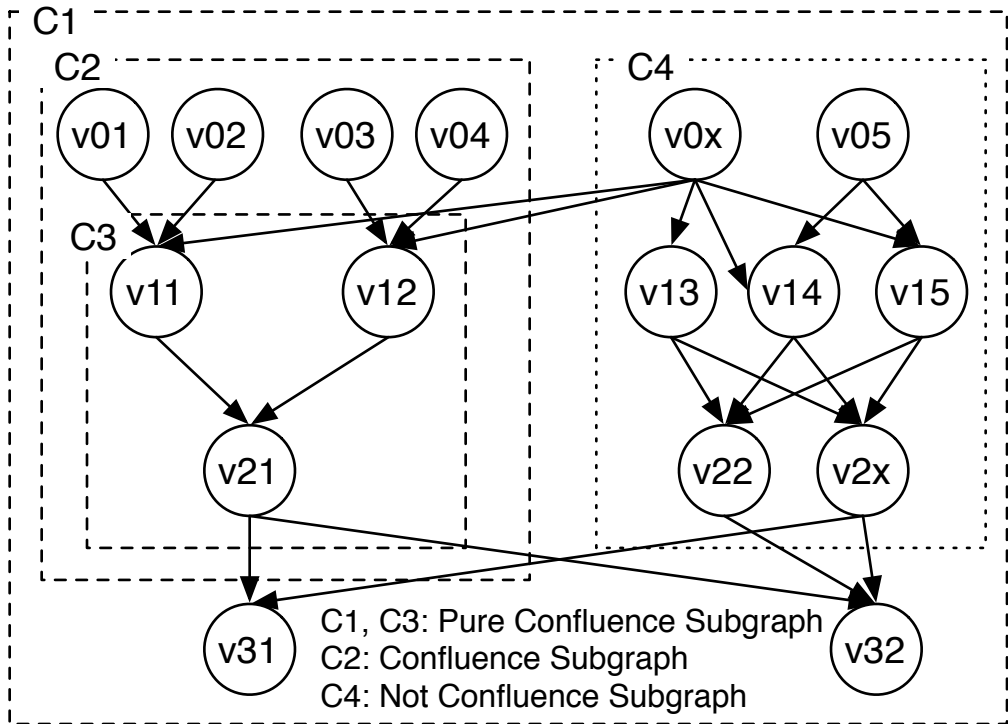 C1
C2 C4
v01 v02 v03 v04 v0x v05
C3
v11 v12 v13 v14 v15
v21 v22 v2x
C1, C3: Pure Confluence Subgraph
C2: Confluence Subgraph
C4: Not Confluence Subgraph
v31 v32